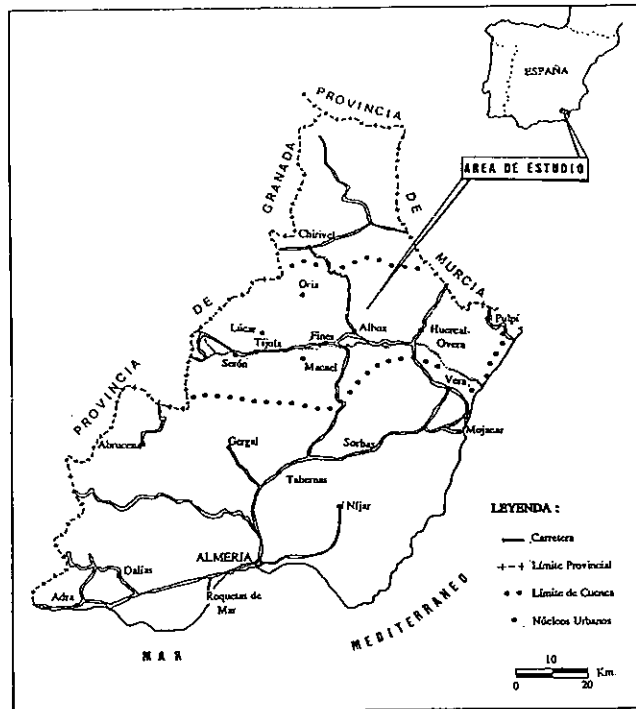 ESPAÑA
AREA DE ESTUDIO
PROVINCIA
DE
MURCIA
PROVINCIA
DE
GRANADA
Chirivel
Oria
Lúcar
Tíjola
Fines
Albox
Huercal-
Overa
Pulpí
Serón
Macael
Vera
Mojacar
Abrucena
Gergal
Sorbas
Tabernas
Níjar
ALMERIA
Dalías
Adra
Roquetas de
Mar
MAR
MEDITERRANEO
LEYENDA :
Carretera
Límite Provincial
Límite de Cuenca
Núcleos Urbanos
10
0
20
Km.